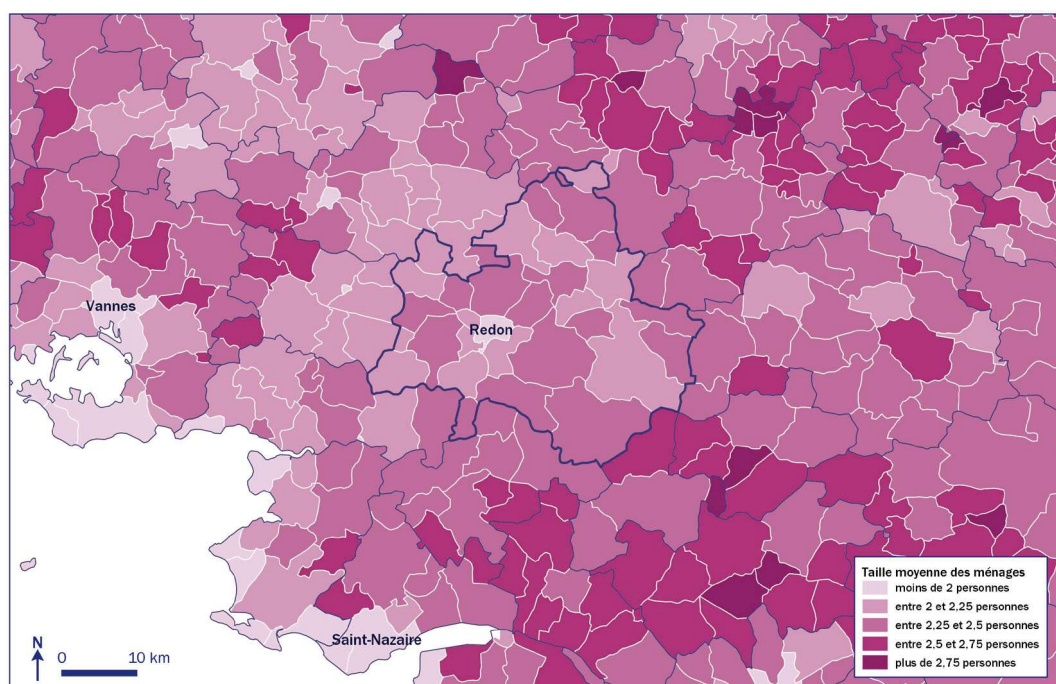 Vannes
Redon
Saint-Nazaire
N
0 10 km
Taille moyenne des ménages
moins de 2 personnes
entre 2 et 2,25 personnes
entre 2,25 et 2,5 personnes
entre 2,5 et 2,75 personnes
plus de 2,75 personnes